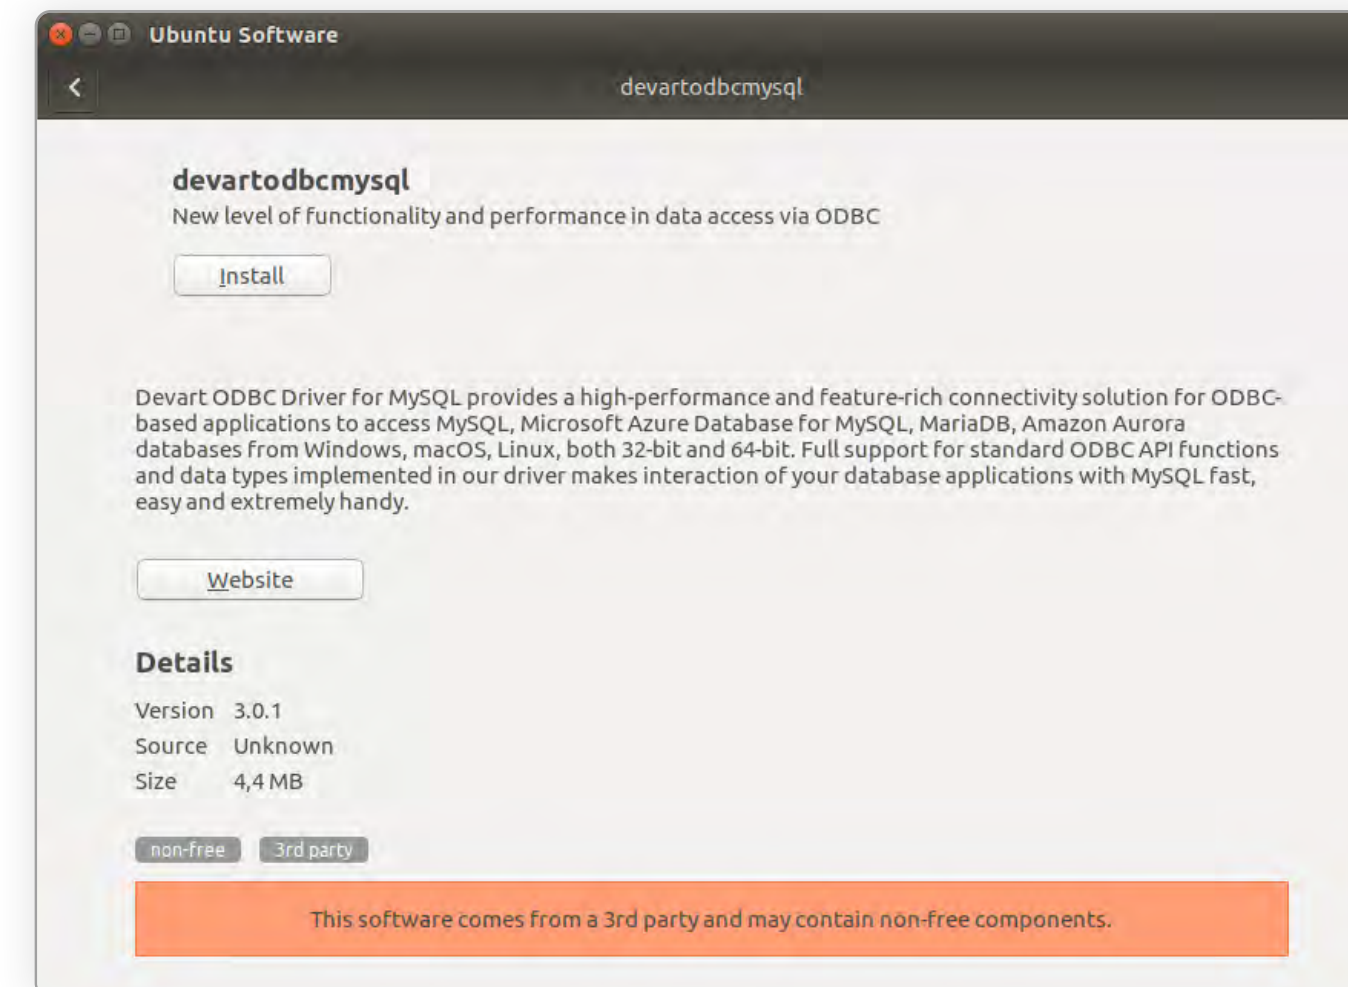 Ubuntu Software
devartodbcmysql
devartodbcmysql
New level of functionality and performance in data access via ODBC
Install
Devart ODBC Driver for MySQL provides a high-performance and feature-rich connectivity solution for ODBC-
based applications to access MySQL, Microsoft Azure Database for MySQL, MariaDB, Amazon Aurora
databases from Windows, macOS, Linux, both 32-bit and 64-bit. Full support for standard ODBC API functions
and data types implemented in our driver makes interaction of your database applications with MySQL fast,
easy and extremely handy.
Website
Details
Version 3.0.1
Source Unknown
Size 4,4 MB
non-free 3rd party
This software comes from a 3rd party and may contain non-free components.